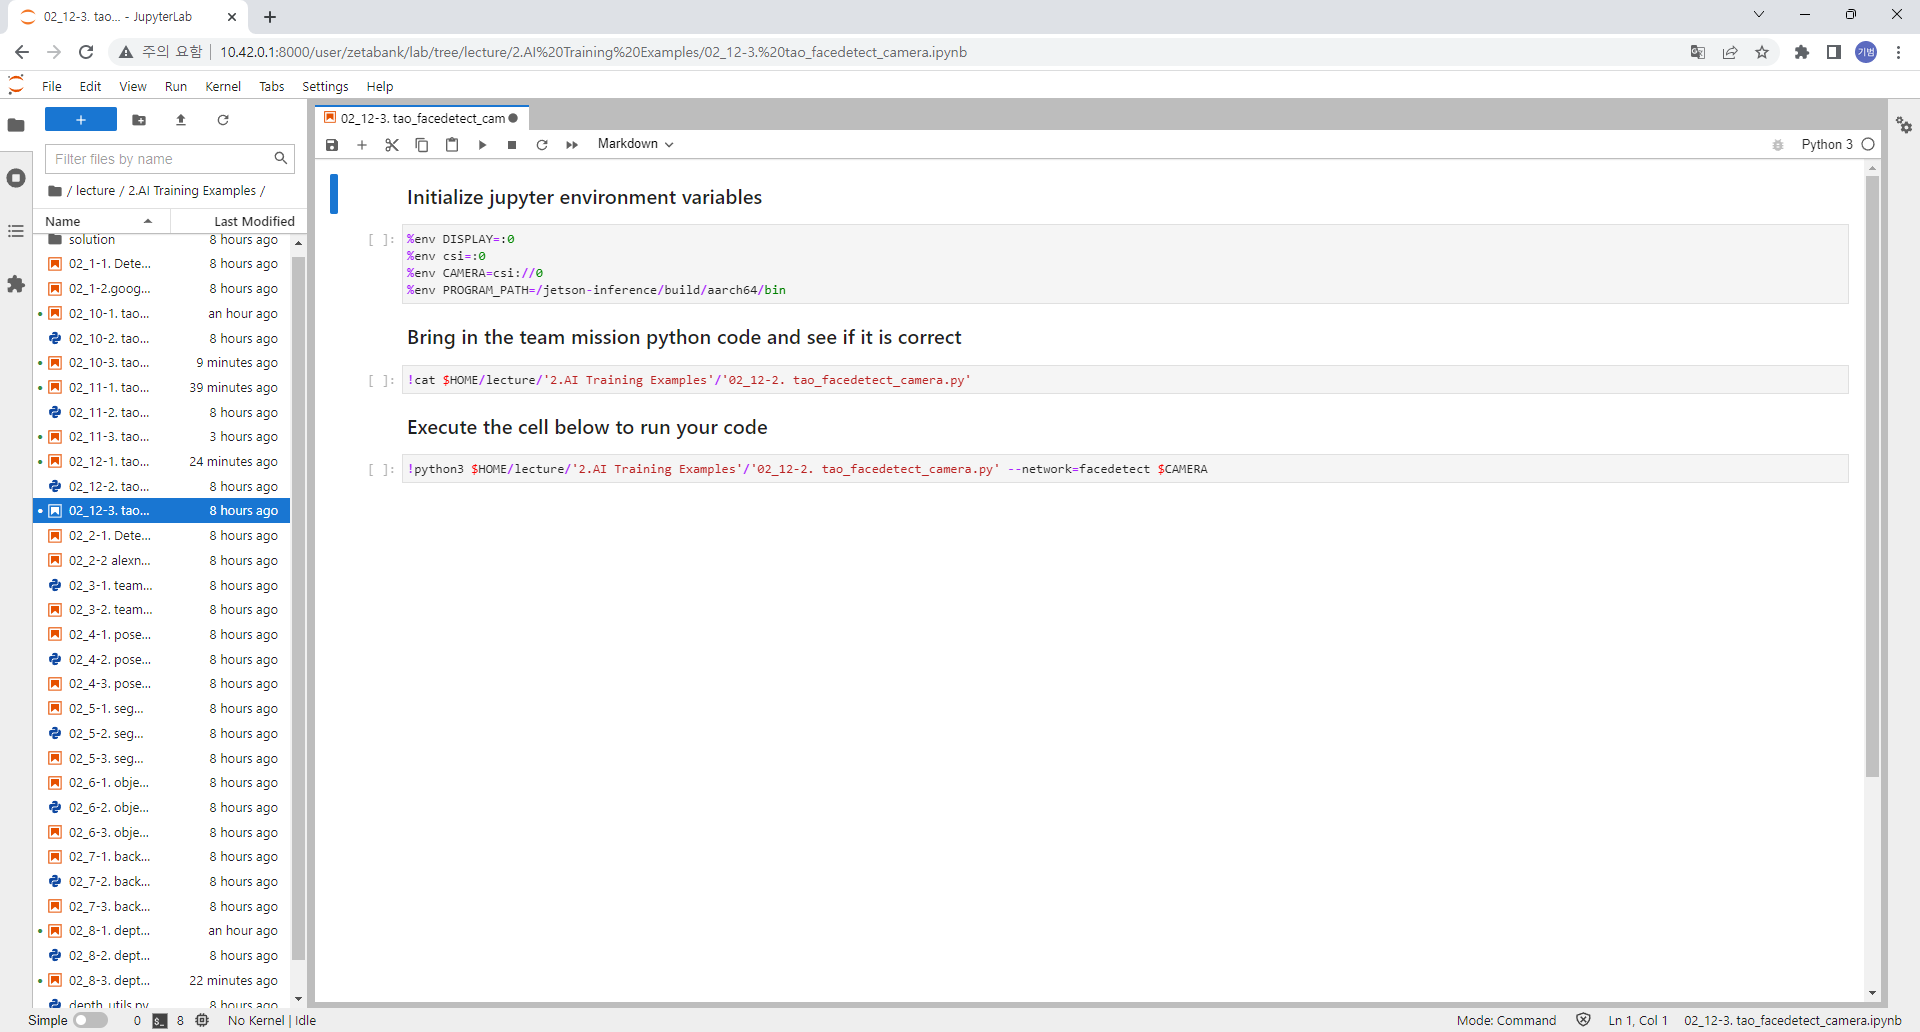 02_12-3. tao... - JupyterLab
주의 요함
10.42.0.1:8000/user/zetabank/lab/tree/lecture/2.AI%20Training%20Examples/02_12-3.%20tao_facedetect_camera.ipynb
기범
File Edit View Run Kernel Tabs Settings Help
Filter files by name
/ lecture / 2.AI Training Examples /
Name Last Modified
solution 8 hours ago
02_1-1. Dete... 8 hours ago
02_1-2.goog... 8 hours ago
02_10-1. tao... an hour ago
02_10-2. tao... 8 hours ago
02_10-3. tao... 9 minutes ago
02_11-1. tao... 39 minutes ago
02_11-2. tao... 8 hours ago
02_11-3. tao... 3 hours ago
02_12-1. tao... 24 minutes ago
02_12-2. tao... 8 hours ago
02_12-3. tao... 8 hours ago
02_2-1. Dete... 8 hours ago
02_2-2 alexn... 8 hours ago
02_3-1. team... 8 hours ago
02_3-2. team... 8 hours ago
02_4-1. pose... 8 hours ago
02_4-2. pose... 8 hours ago
02_4-3. pose... 8 hours ago
02_5-1. seg... 8 hours ago
02_5-2. seg... 8 hours ago
02_5-3. seg... 8 hours ago
02_6-1. obje... 8 hours ago
02_6-2. obje... 8 hours ago
02_6-3. obje... 8 hours ago
02_7-1. back... 8 hours ago
02_7-2. back... 8 hours ago
02_7-3. back... 8 hours ago
02_8-1. dept... an hour ago
02_8-2. dept... 8 hours ago
02_8-3. dept... 22 minutes ago
depth_utils.py 8 hours ago
02_12-3. tao_facedetect_cam
Markdown
Python 3
Initialize jupyter environment variables
[ ]:
%env DISPLAY=:0
%env csi=:0
%env CAMERA=csi://0
%env PROGRAM_PATH=/jetson-inference/build/aarch64/bin
Bring in the team mission python code and see if it is correct
[ ]: !cat $HOME/lecture/'2.AI Training Examples'/'02_12-2. tao_facedetect_camera.py'
Execute the cell below to run your code
[ ]: !python3 $HOME/lecture/'2.AI Training Examples'/'02_12-2. tao_facedetect_camera.py' --network=facedetect $CAMERA
Simple 0 8 No Kernel | Idle
Mode: Command Ln 1, Col 1 02_12-3. tao_facedetect_camera.ipynb